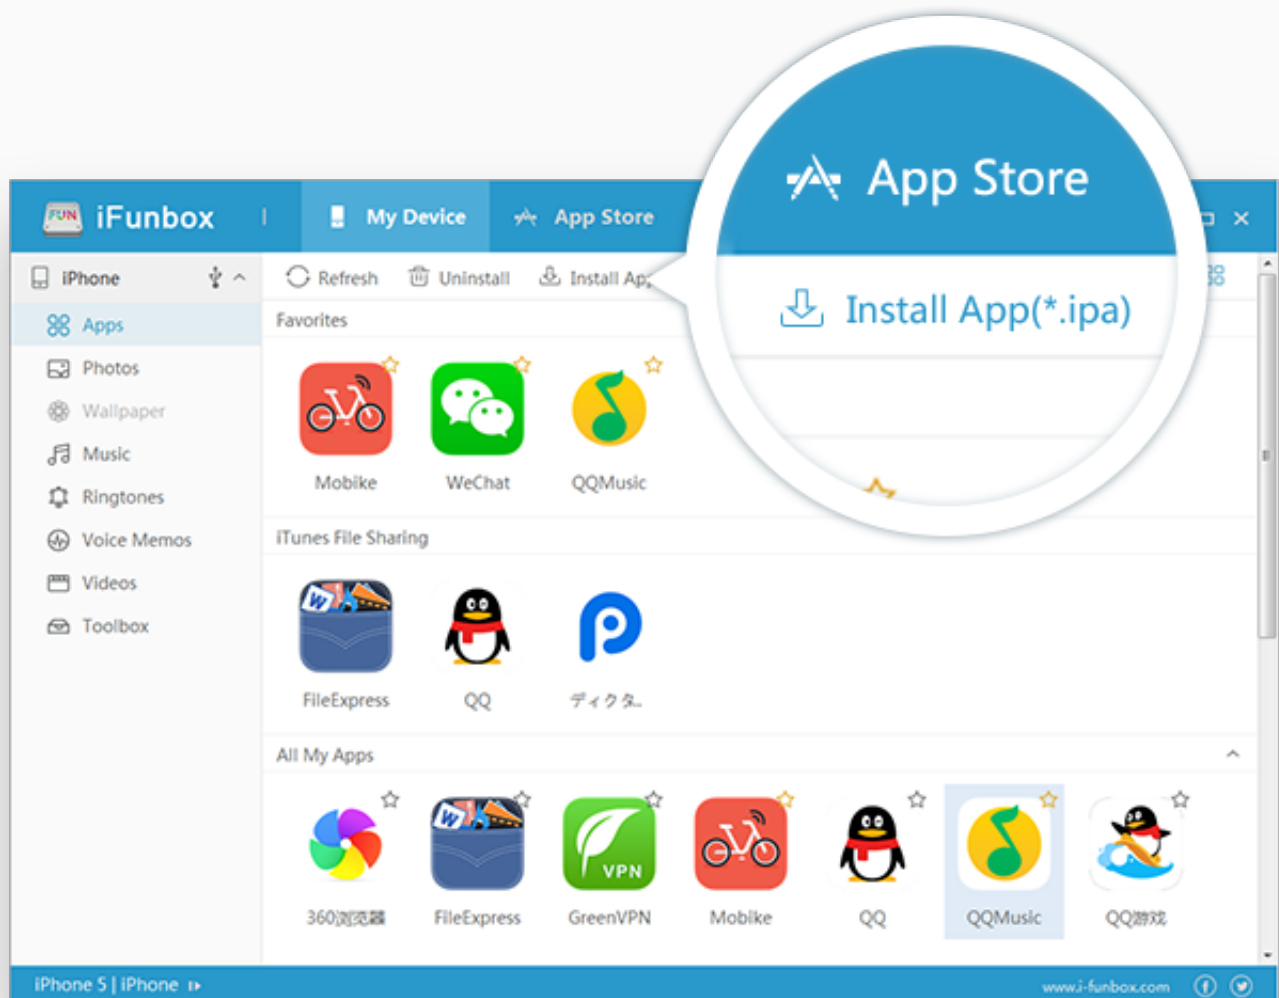 App Store
FUN iFunbox My Device App Store
iPhone Refresh Uninstall Install App
Install App(*.ipa)
Apps
Favorites
Photos
Wallpaper
Music
Ringtones
Voice Memos
Videos
Toolbox
Mobike WeChat QQMusic
iTunes File Sharing
W
FileExpress QQ ディクタ..
All My Apps
W VPN
360浏览器 FileExpress GreenVPN Mobike QQ QQMusic QQ游戏
iPhone 5 | iPhone www.i-funbox.com